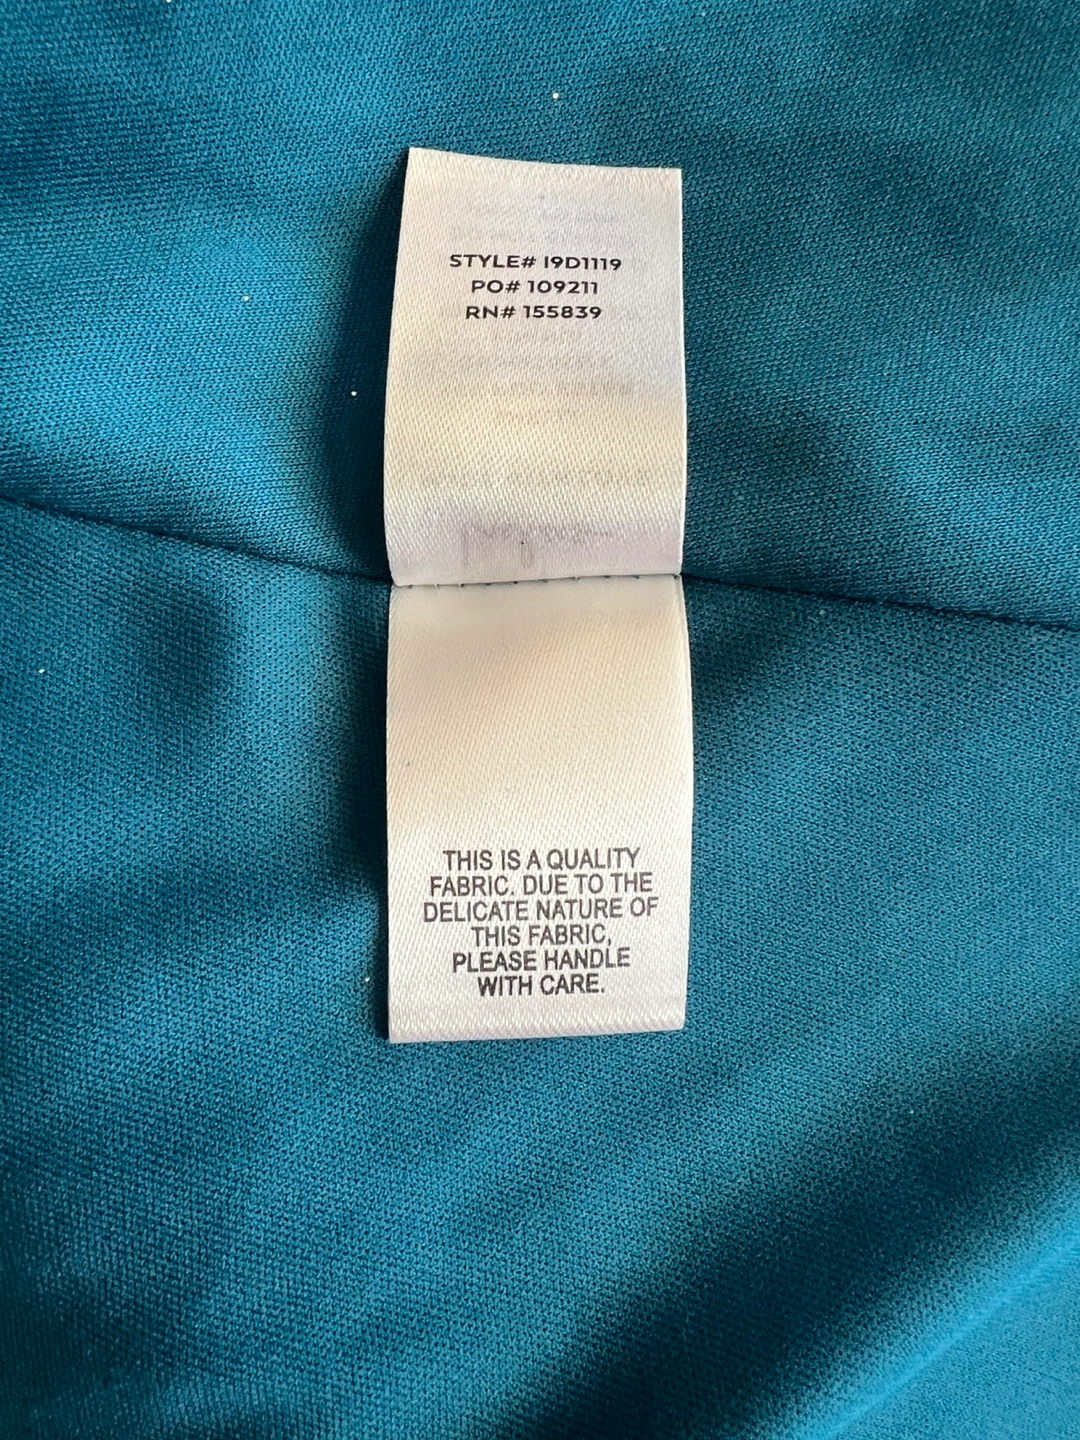 STYLE# I9D1119
PO# 109211
RN# 155839
THIS IS A QUALITY
FABRIC. DUE TO THE
DELICATE NATURE OF
THIS FABRIC,
PLEASE HANDLE
WITH CARE.